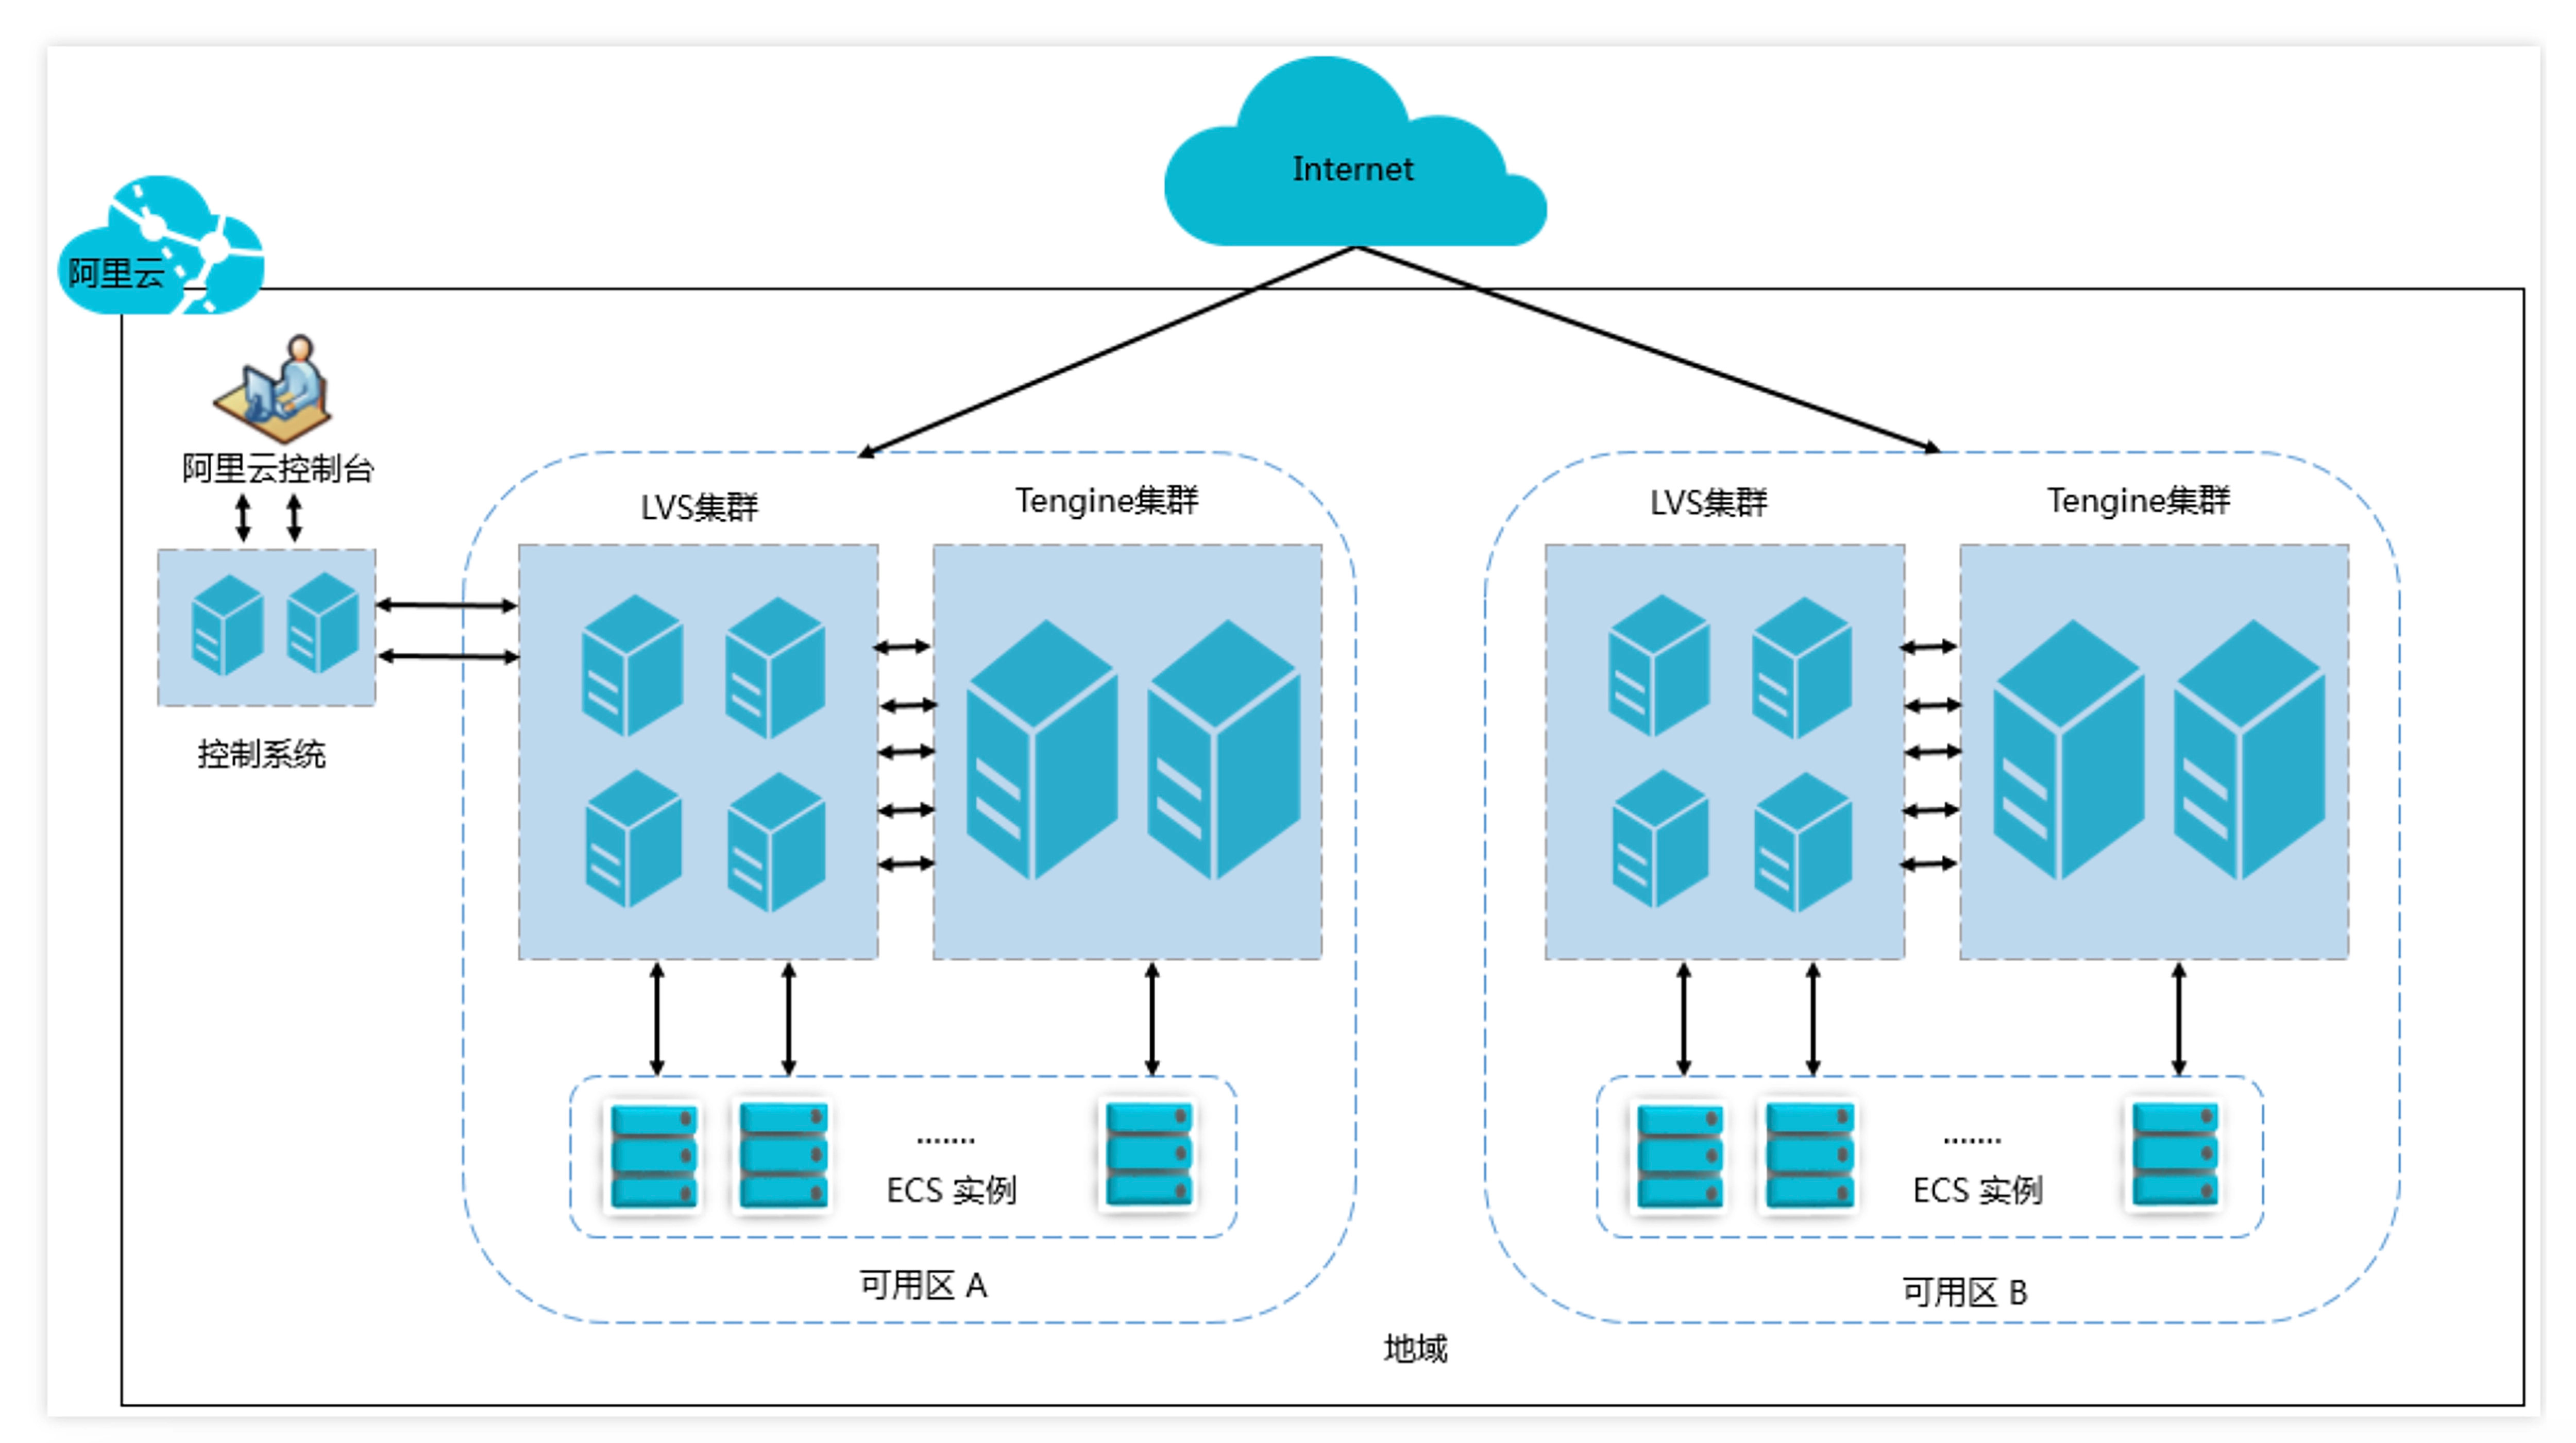 Internet
阿里云
阿里云控制台
控制系统
LVS集群
Tengine集群
LVS集群
Tengine集群
.......
ECS 实例
.......
ECS 实例
可用区 A
可用区 B
地域